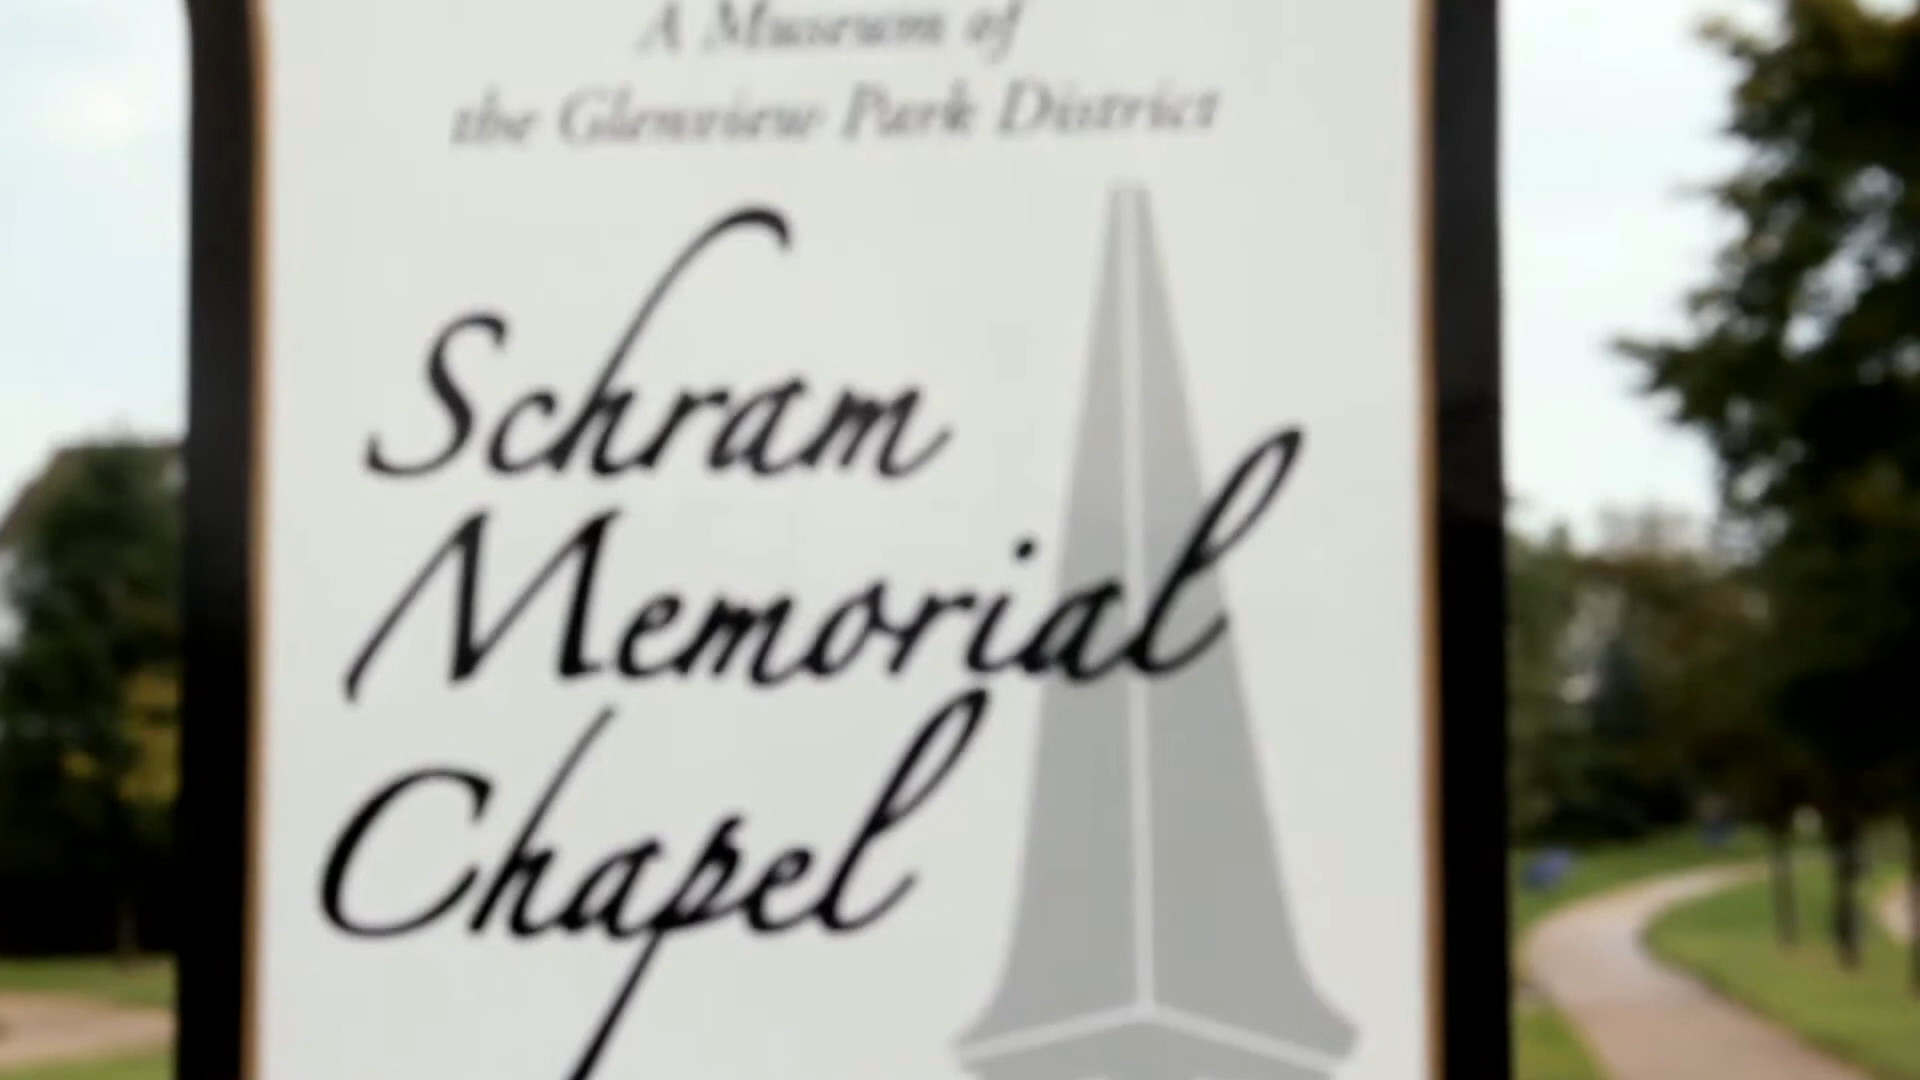 A Museum of
the Glenview Park District
Schram
Memorial
Chapel